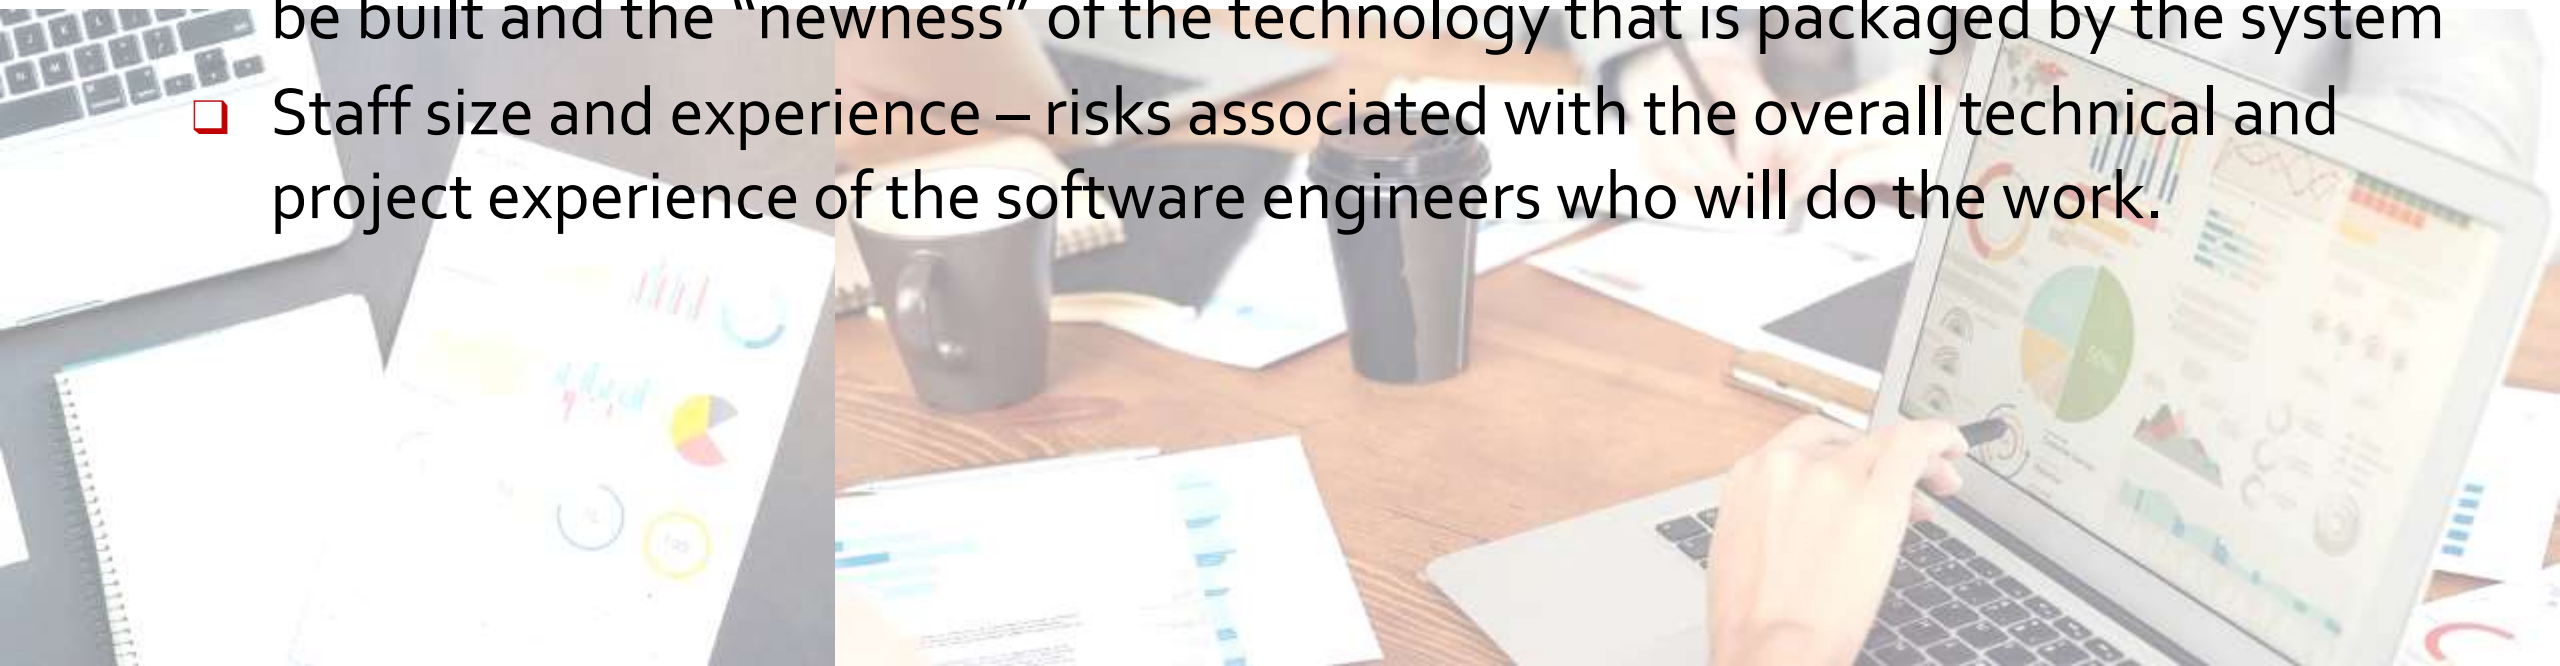 be built and the “newness” of the technology that is packaged by the system
❑ Staff size and experience – risks associated with the overall technical and
project experience of the software engineers who will do the work.
50%